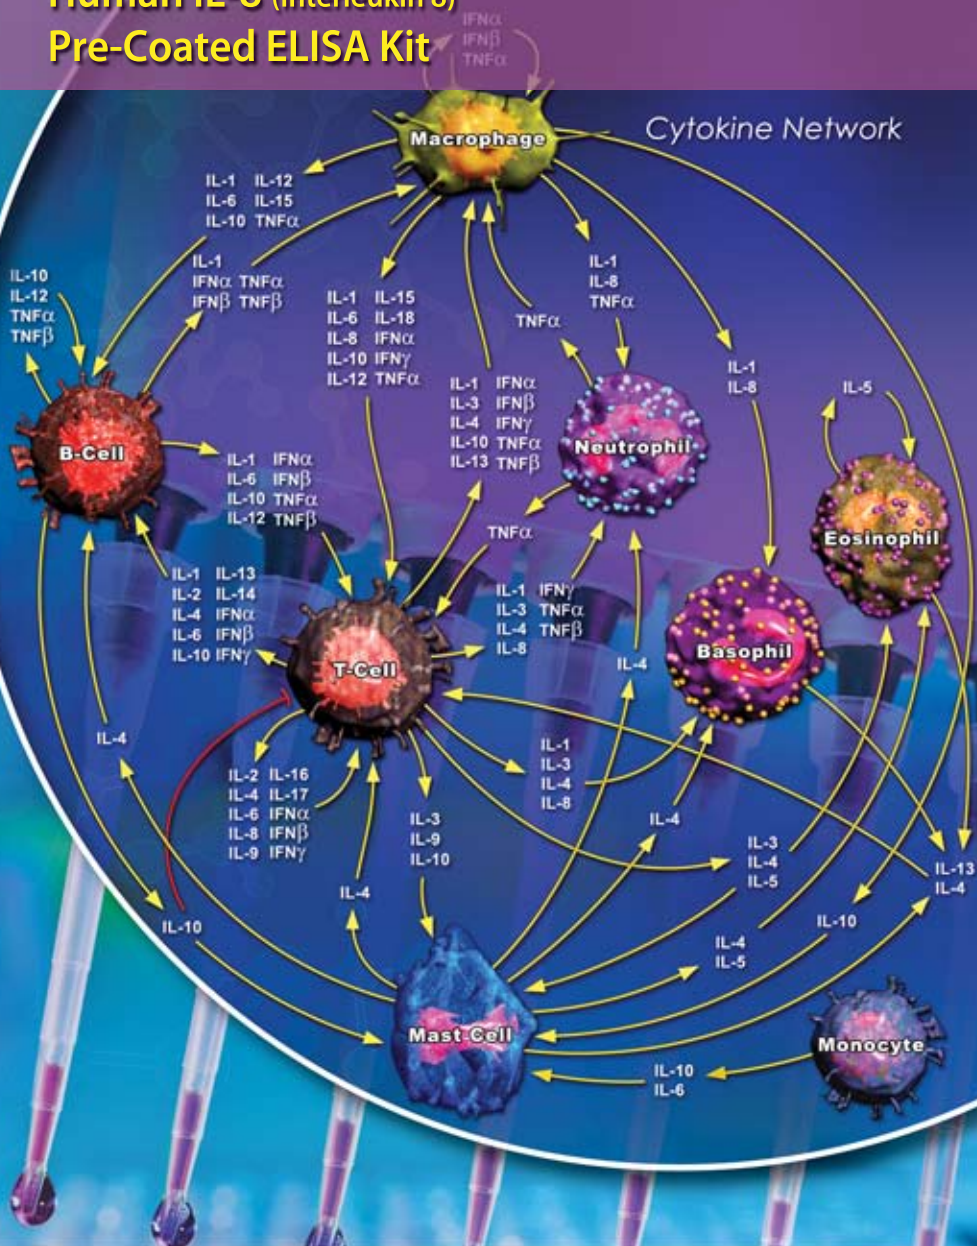 Human IL-8 (Interleukin 8)
Pre-Coated ELISA Kit
IFNα
IFNβ
TNFα
Macrophage
Cytokine Network
IL-1 IL-12
IL-6 IL-15
IL-10 TNFα
IL-1
IFNα TNFα
IFNβ TNFβ
IL-10
IL-12
TNFα
TNFβ
IL-1 IL-15
IL-6 IL-18
IL-8 IFNα
IL-10 IFNγ
IL-12 TNFα
IL-1
IL-8
TNFα
TNFα
IL-1
IL-8
IL-5
IL-1 IFNα
IL-3 IFNβ
IL-4 IFNγ
IL-10 TNFα
IL-13 TNFβ
Neutrophil
B-Cell
IL-1 IFNα
IL-6 IFNβ
IL-10 TNFα
IL-12 TNFβ
TNFα
Eosinophil
IL-1 IL-13
IL-2 IL-14
IL-4 IFNα
IL-6 IFNβ
IL-10 IFNγ
IL-1 IFNγ
IL-3 TNFα
IL-4 TNFβ
IL-8
T-Cell
IL-4
Basophil
IL-4
IL-2 IL-16
IL-4 IL-17
IL-6 IFNα
IL-8 IFNβ
IL-9 IFNγ
IL-1
IL-3
IL-4
IL-8
IL-3
IL-9
IL-10
IL-4
IL-3
IL-4
IL-5
IL-13
IL-4
IL-4
IL-10
IL-10
IL-4
IL-5
Mast Cell
Monocyte
IL-10
IL-6